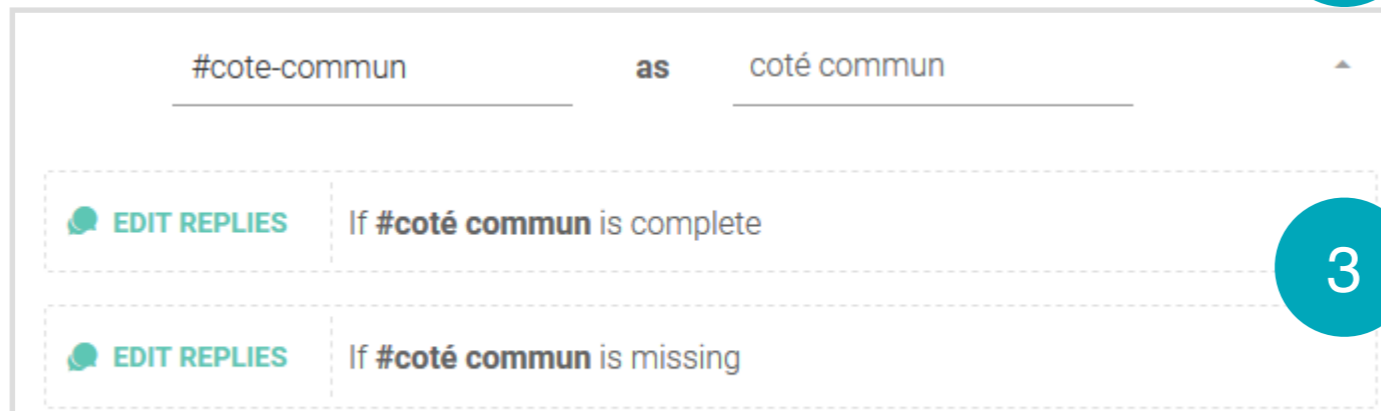 #cote-commun as coté commun
EDIT REPLIES If #coté commun is complete
3
EDIT REPLIES If #coté commun is missing